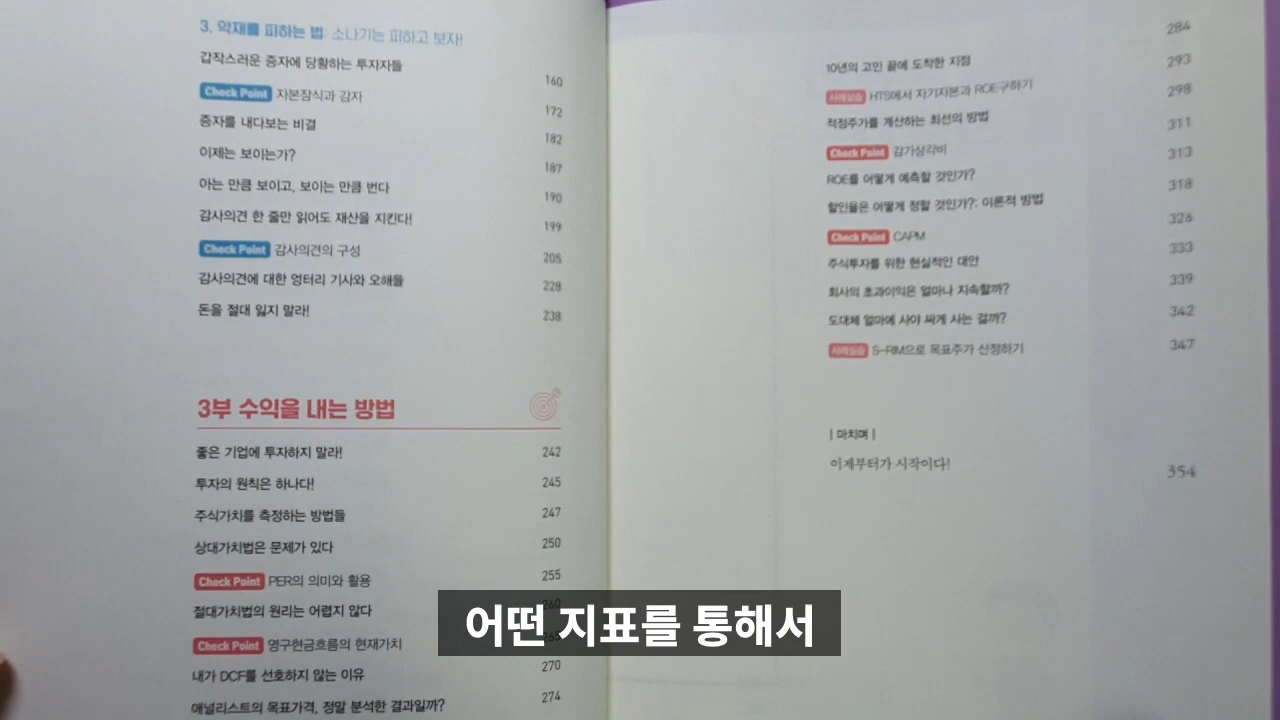 3. 악재를 피하는 법: 소나기는 피하고 보자!
갑작스러운 증자에 당황하는 투자자들 160
Check Point 자본잠식과 감자 172
증자를 내다보는 비결 182
이제는 보이는가? 187
아는 만큼 보이고, 보이는 만큼 번다 190
감사의견 한 줄만 읽어도 재산을 지킨다! 199
Check Point 감사의견의 구성 205
감사의견에 대한 엉터리 기사와 오해들 228
돈을 절대 잃지 말라! 238
3부 수익을 내는 방법
좋은 기업에 투자하지 말라! 242
투자의 원칙은 하나다! 245
주식가치를 측정하는 방법들 247
상대가치법은 문제가 있다 250
Check Point PER의 의미와 활용 255
절대가치법의 원리는 어렵지 않다 260
Check Point 영구현금흐름의 현재가치 265
내가 DCF를 선호하지 않는 이유 270
애널리스트의 목표가격, 정말 분석한 결과일까? 274
284
10년의 고민 끝에 도착한 지점 293
사례실습 HTS에서 자기자본과 ROE구하기 298
적정주가를 계산하는 최선의 방법 311
Check Point 감가상각비 313
ROE를 어떻게 예측할 것인가? 318
할인율은 어떻게 정할 것인가?: 이론적 방법 326
Check Point CAPM 333
주식투자를 위한 현실적인 대안 339
회사의 초과이익은 얼마나 지속할까? 342
도대체 얼마에 사야 싸게 사는 걸까? 347
사례실습 S-RIM으로 목표주가 산정하기
| 마치며 |
이제부터가 시작이다! 354
어떤 지표를 통해서